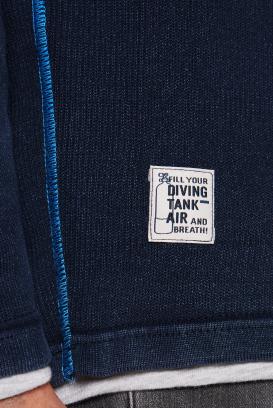 FILL YOUR
DIVING
TANK—
AIR AND
BREATH!